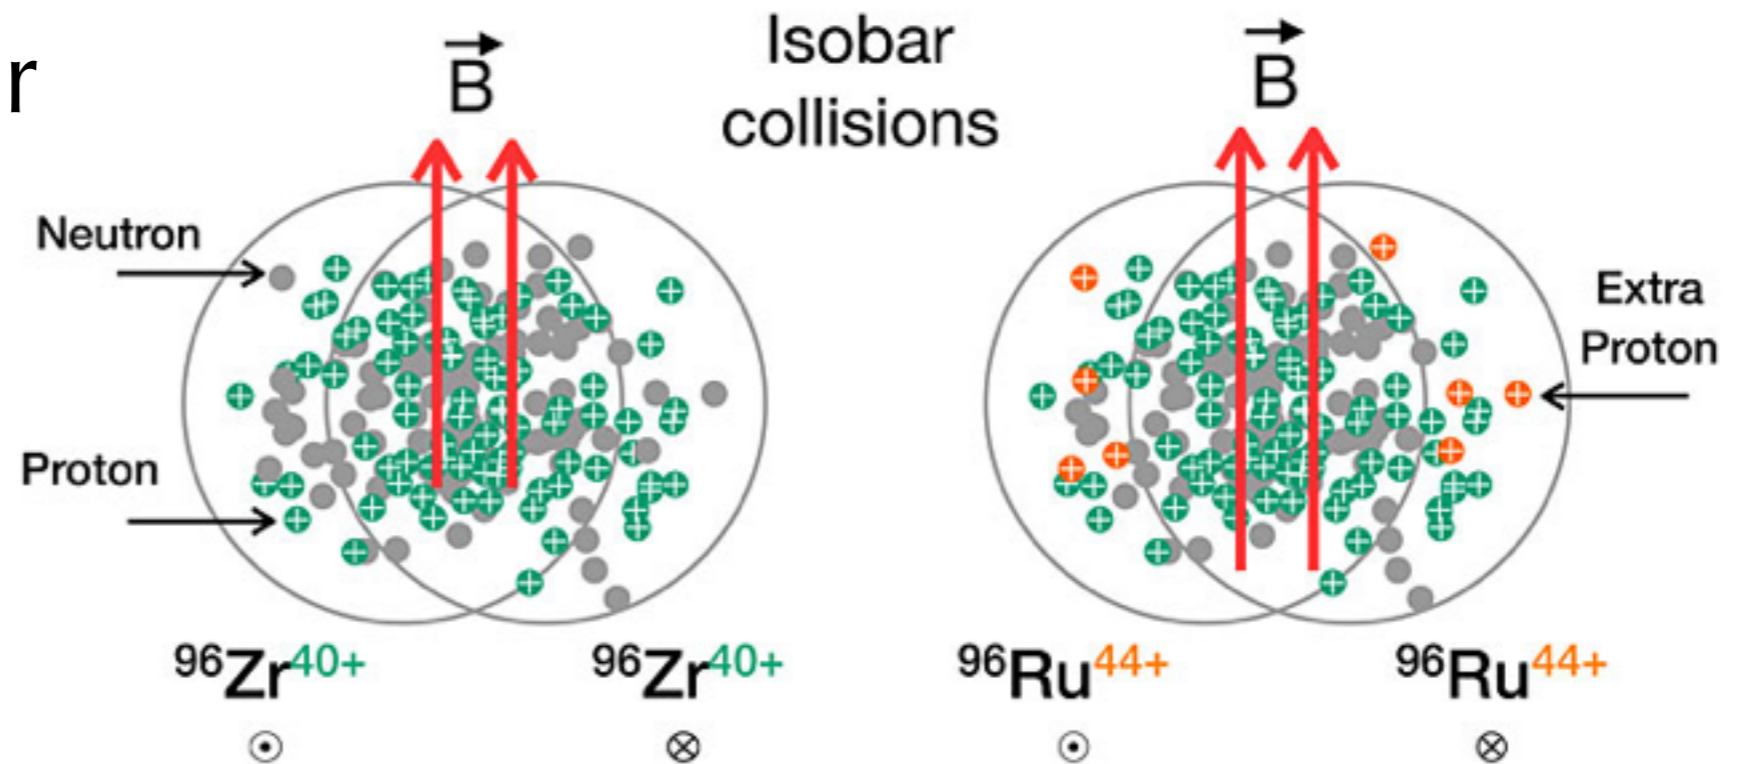 r
B
Isobar
collisions
B
Neutron
Extra
Proton
Proton
⁹⁶Zr⁴⁰⁺
⁹⁶Zr⁴⁰⁺
⁹⁶Ru⁴⁴⁺
⁹⁶Ru⁴⁴⁺